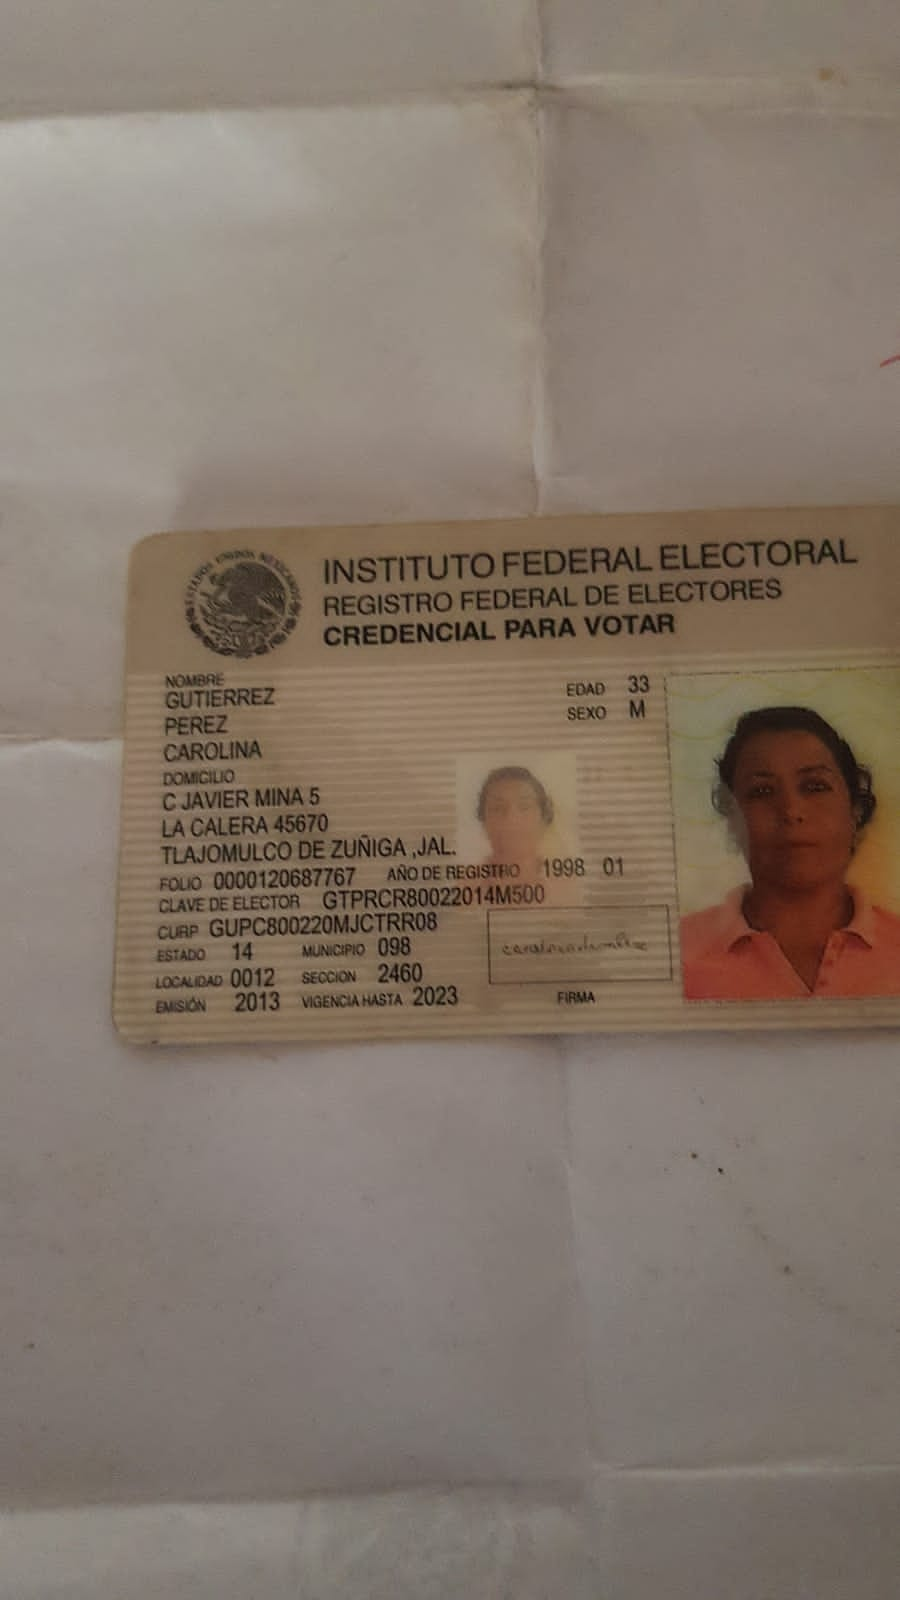 ESTADOS UNIDOS MEXICANOS
INSTITUTO FEDERAL ELECTORAL
REGISTRO FEDERAL DE ELECTORES
CREDENCIAL PARA VOTAR
NOMBRE
GUTIERREZ
PEREZ
CAROLINA
EDAD 33
SEXO M
DOMICILIO
C JAVIER MINA 5
LA CALERA 45670
TLAJOMULCO DE ZUÑIGA ,JAL.
FOLIO 0000120687767 AÑO DE REGISTRO 1998 01
CLAVE DE ELECTOR GTPRCR80022014M500
CURP GUPC800220MJCTRR08
ESTADO 14 MUNICIPIO 098
LOCALIDAD 0012 SECCION 2460
EMISIÓN 2013 VIGENCIA HASTA 2023
FIRMA